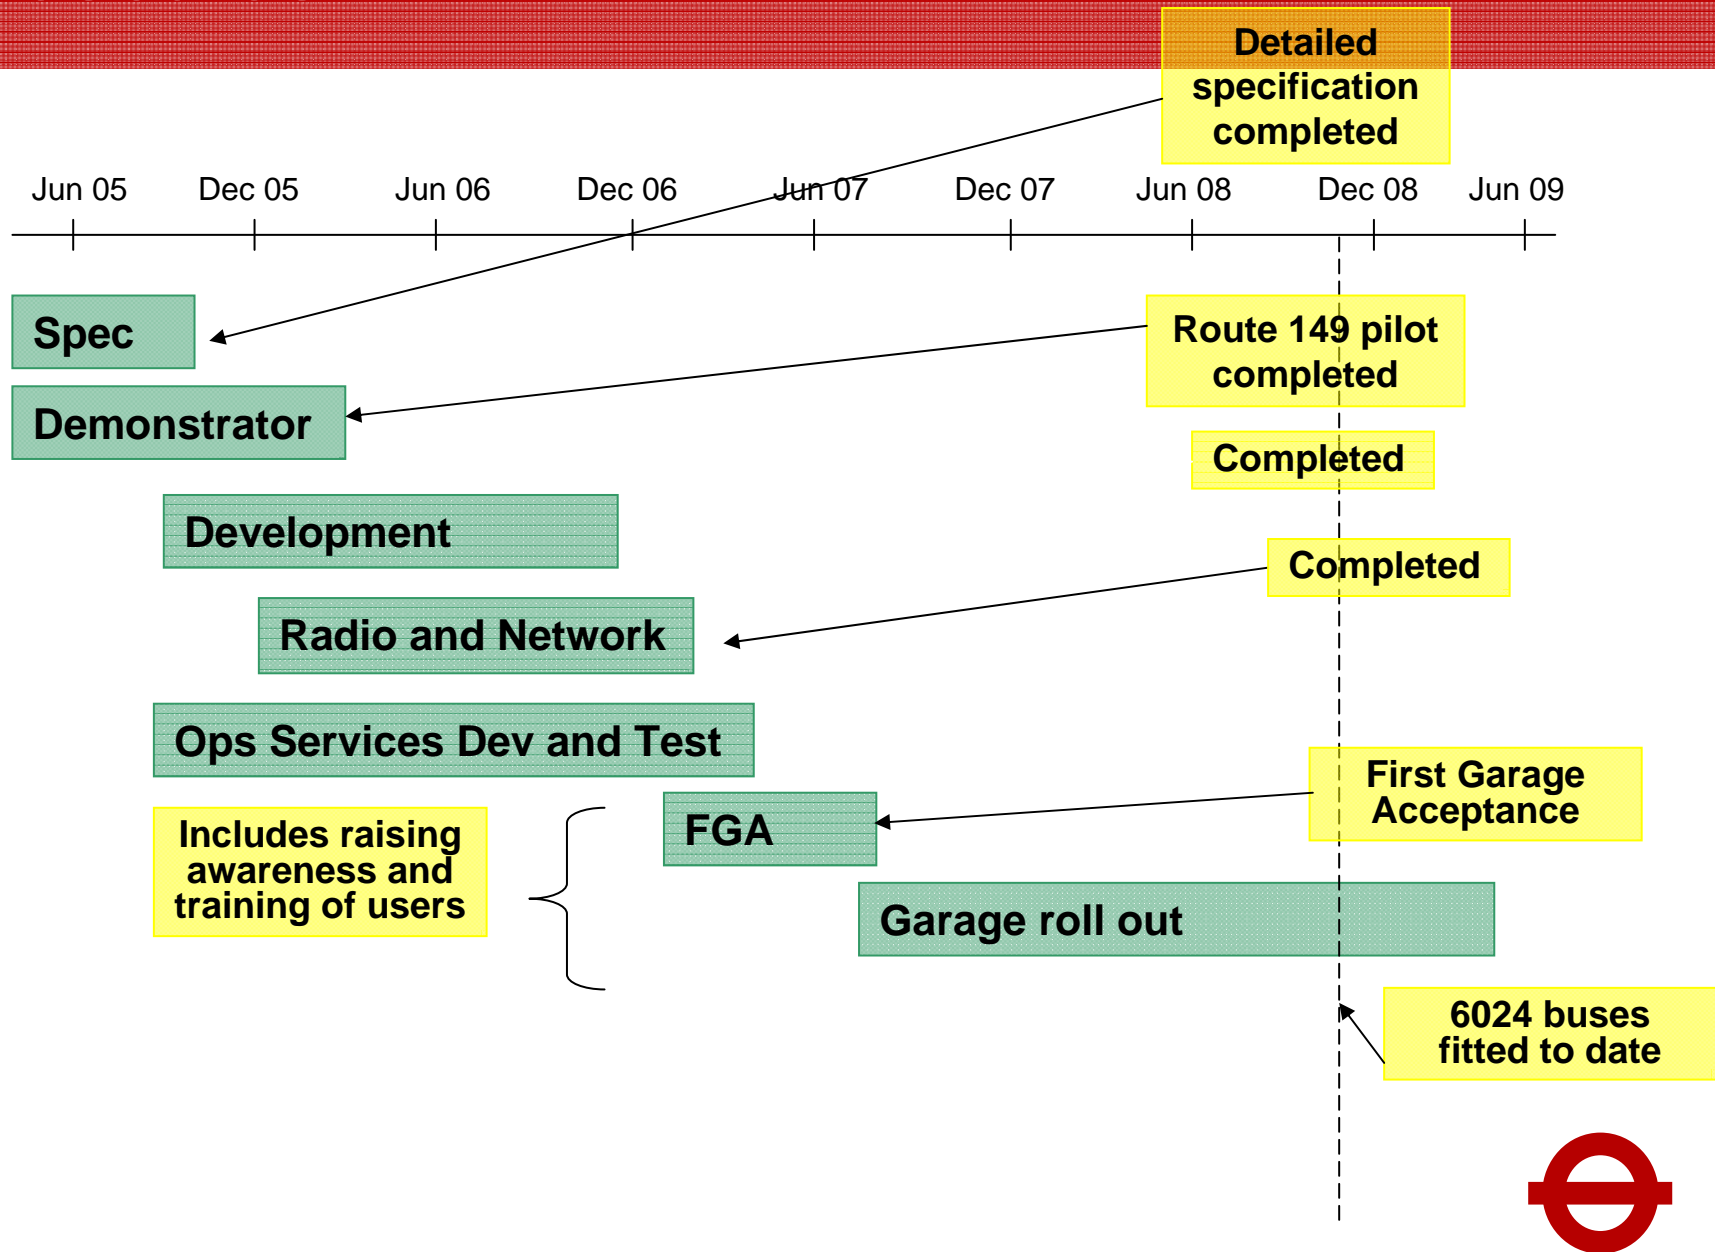 Detailed
specification
completed
Jun 05 Dec 05 Jun 06 Dec 06 Jun 07 Dec 07 Jun 08 Dec 08 Jun 09
Spec
Route 149 pilot
completed
Demonstrator
Completed
Development
Completed
Radio and Network
Ops Services Dev and Test
First Garage
Acceptance
FGA
Includes raising
awareness and
training of users
Garage roll out
6024 buses
fitted to date